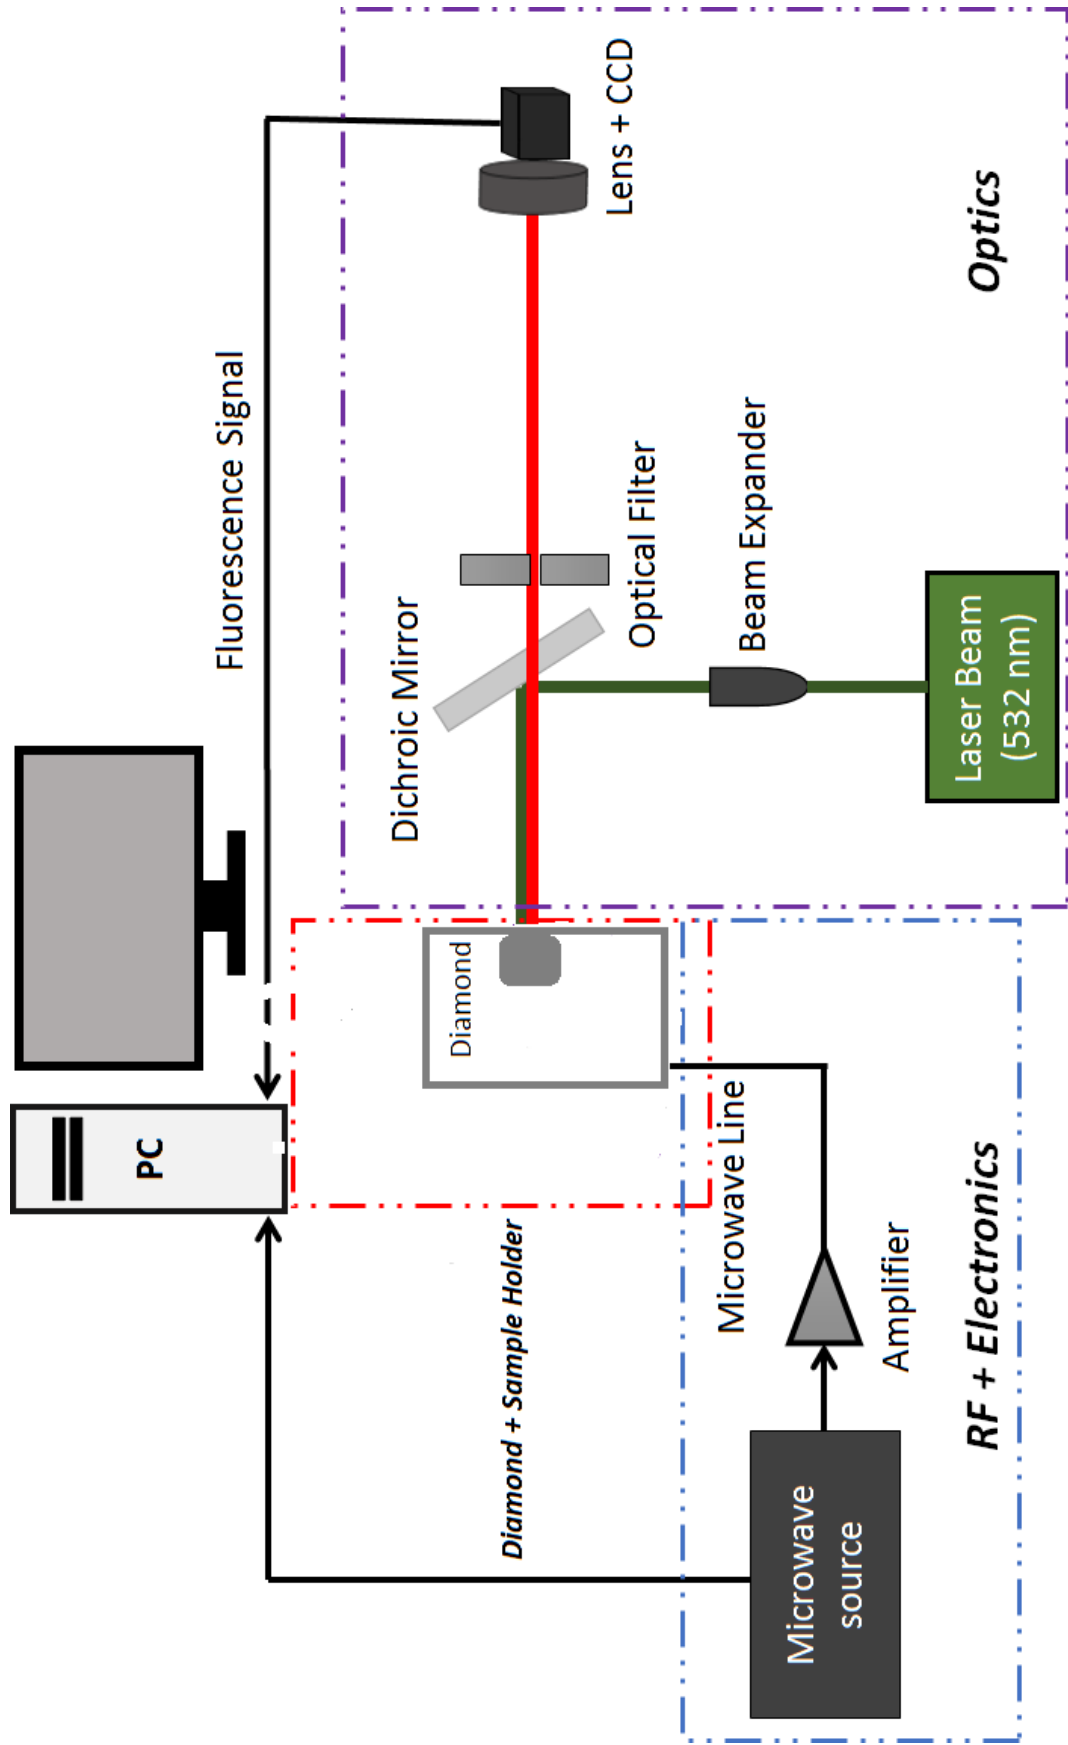 PC
Fluorescence Signal
Diamond + Sample Holder
Diamond
Dichroic Mirror
Lens + CCD
Optical Filter
Beam Expander
Laser Beam
(532 nm)
Optics
Microwave Line
Microwave
source
Amplifier
RF + Electronics